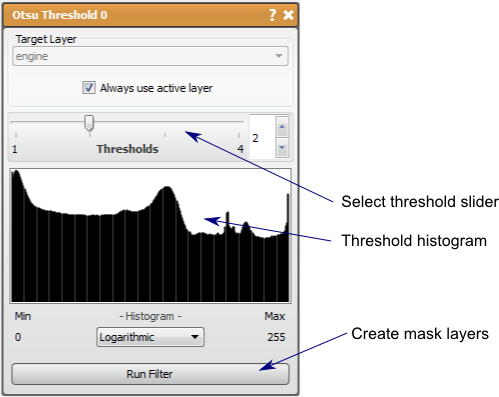 Otsu Threshold 0 ? ✖
Target Layer
engine
Always use active layer
2
1 Thresholds 4
Select threshold slider
Threshold histogram
Min - Histogram - Max
0 Logarithmic 255
Create mask layers
Run Filter